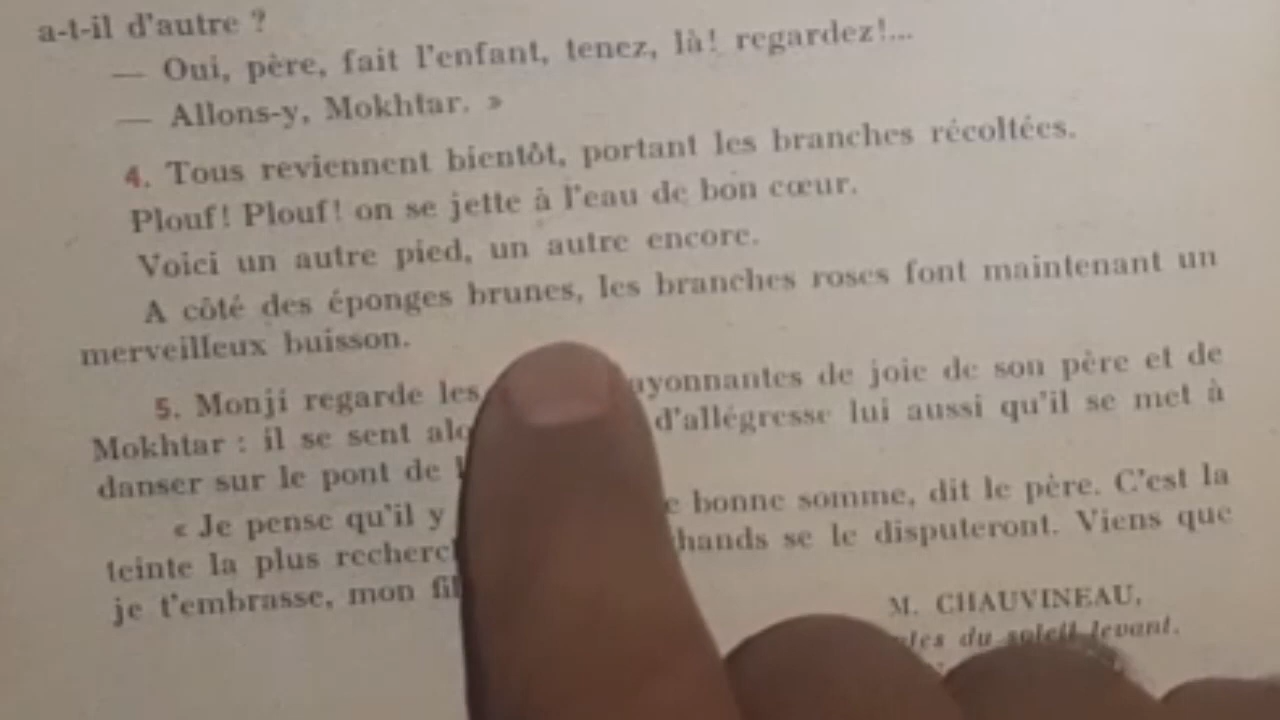 a-t-il d'autre ?
— Oui, père, fait l'enfant, tenez, là! regardez!...
— Allons-y, Mokhtar. »
4. Tous reviennent bientôt, portant les branches récoltées.
Plouf! Plouf! on se jette à l'eau de bon cœur.
Voici un autre pied, un autre encore.
A côté des éponges brunes, les branches roses font maintenant un
merveilleux buisson.
5. Monji regarde les ayonnantes de joie de son père et de
Mokhtar : il se sent alo d'allégresse lui aussi qu'il se met à
danser sur le pont de
« Je pense qu'il y bonne somme, dit le père. C'est la
teinte la plus recherc hands se le disputeront. Viens que
je t'embrasse, mon fil
M. CHAUVINEAU,
du soleil levant.